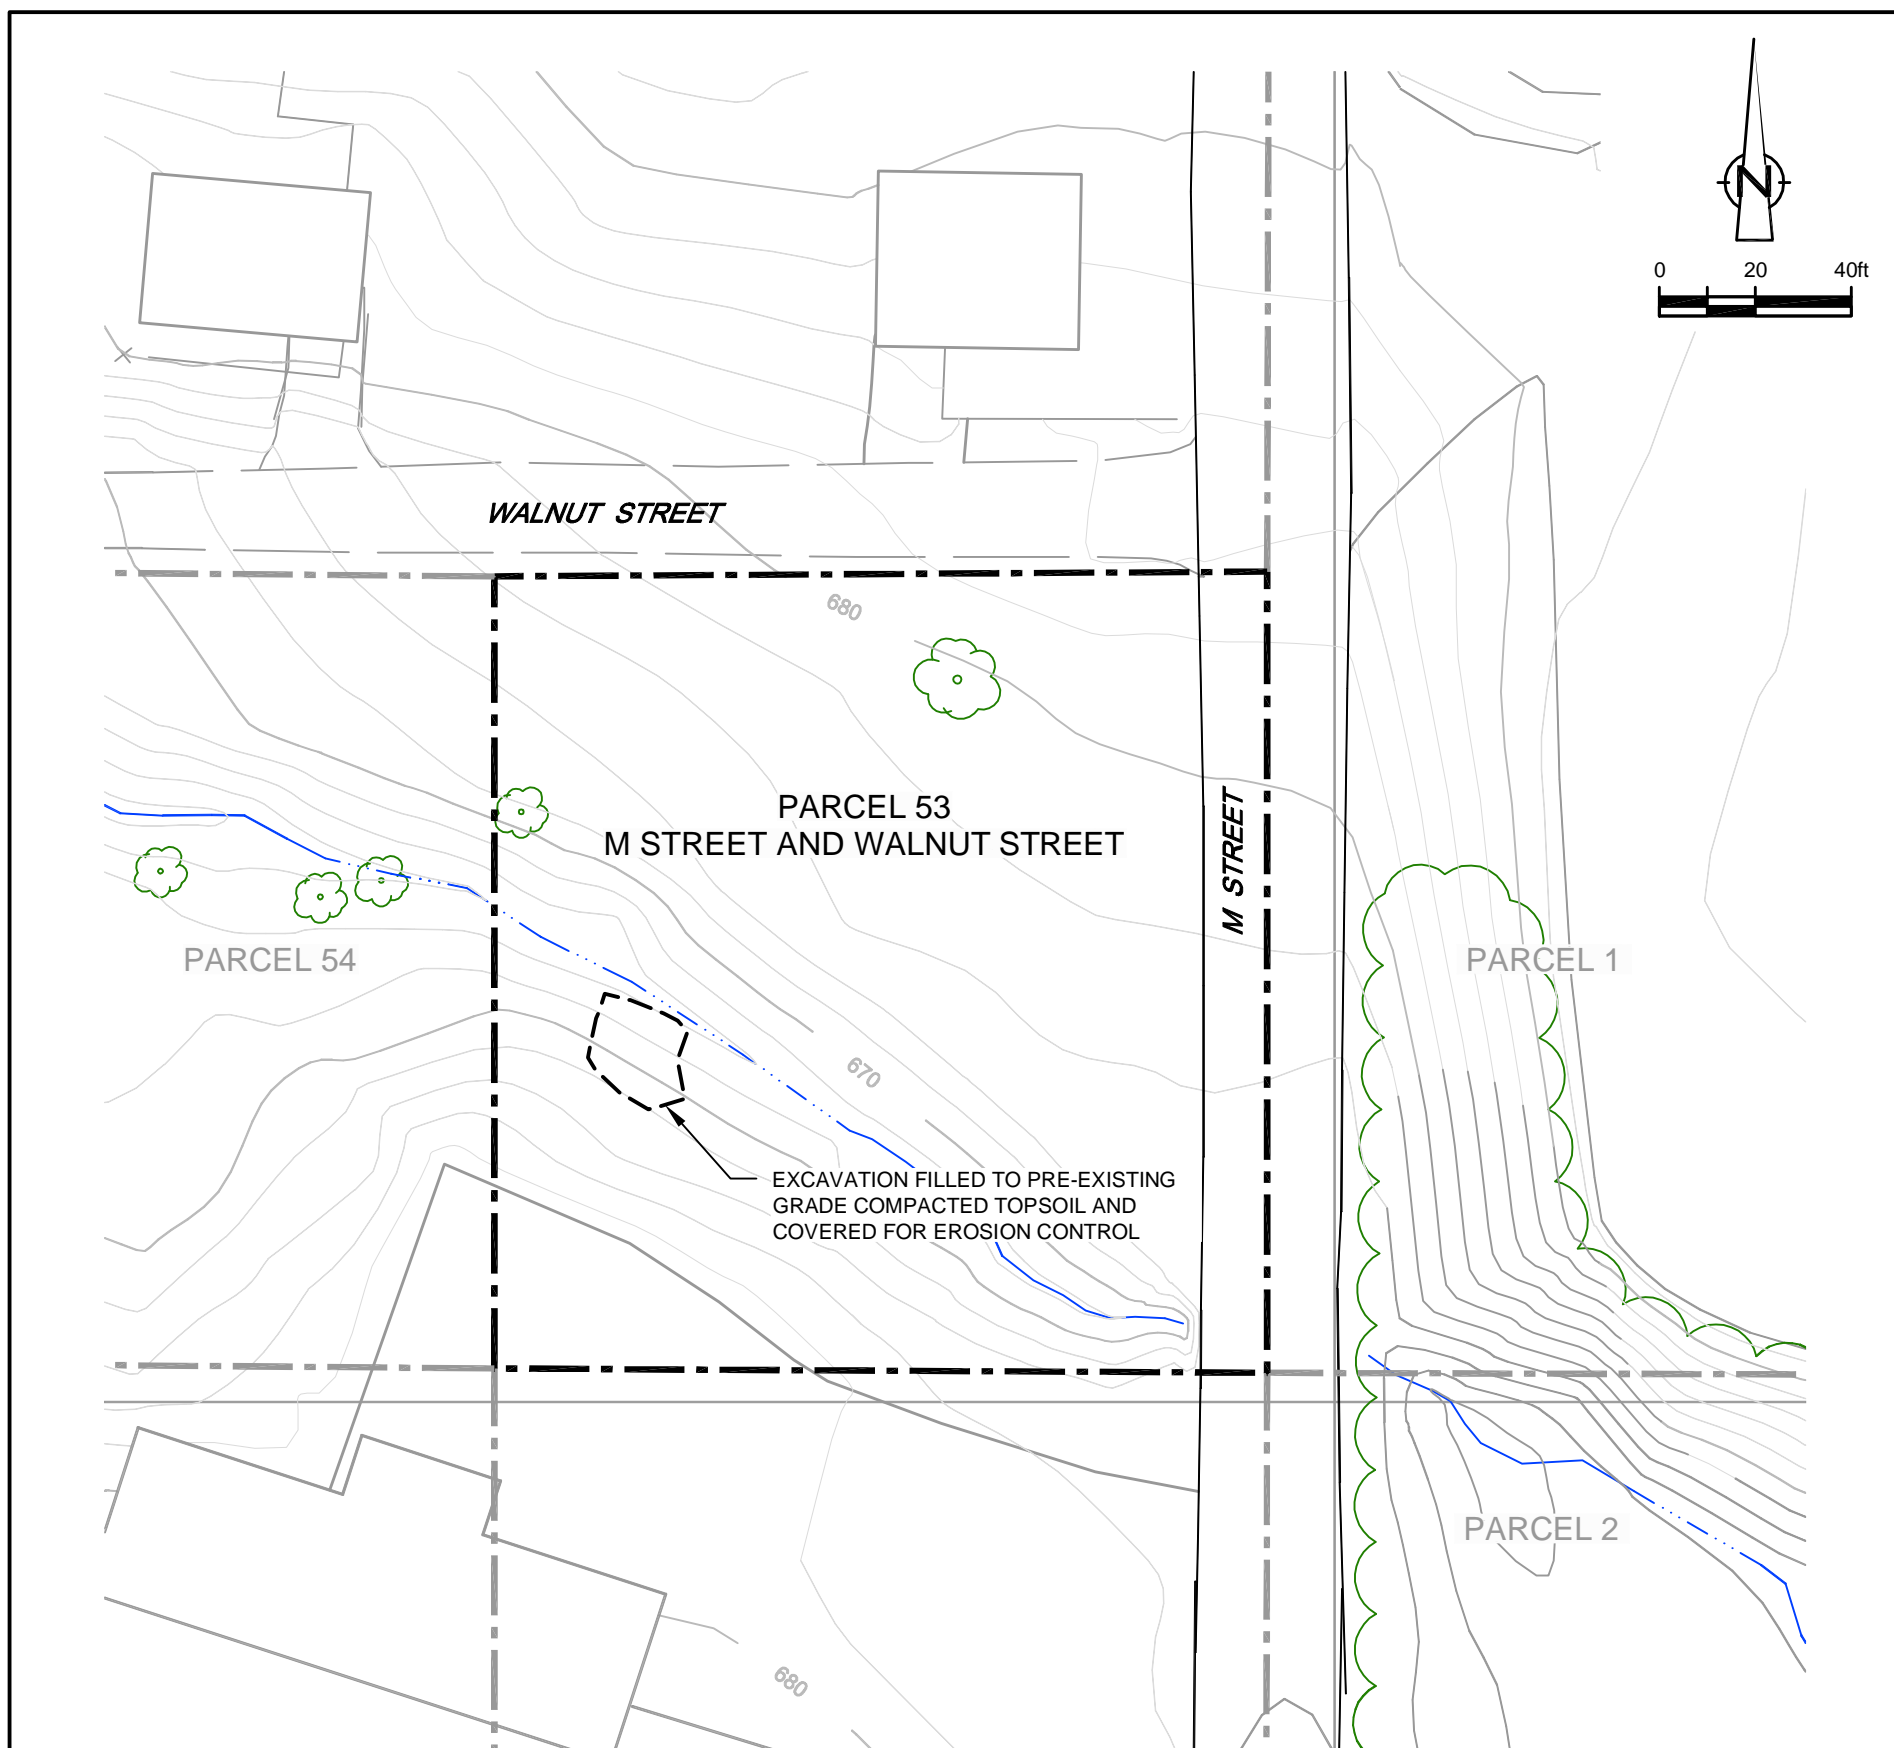 N
0 20 40ft
WALNUT STREET
680
PARCEL 53
M STREET AND WALNUT STREET
M STREET
PARCEL 54
PARCEL 1
670
EXCAVATION FILLED TO PRE-EXISTING
GRADE COMPACTED TOPSOIL AND
COVERED FOR EROSION CONTROL
PARCEL 2
680